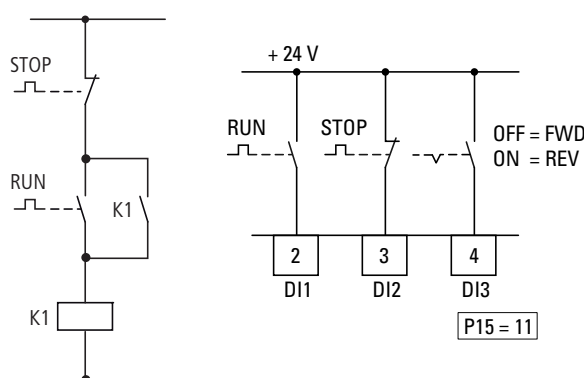 STOP
RUN
K1
K1
+ 24 V
RUN
STOP
OFF = FWD
ON = REV
2
3
4
DI1
DI2
DI3
P15 = 11